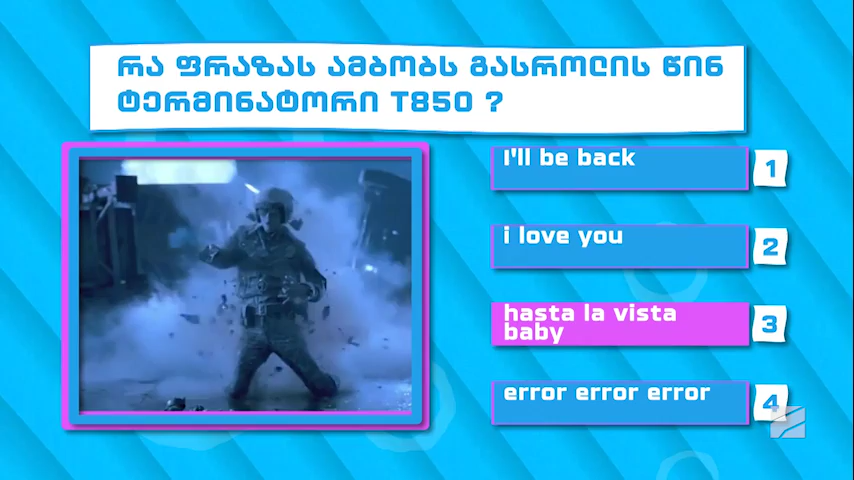 რა ფრაზას ამბობს გასროლის წინ
ტერმინატორი T850 ?
I'll be back
1
i love you
2
hasta la vista
baby
3
error error error
4